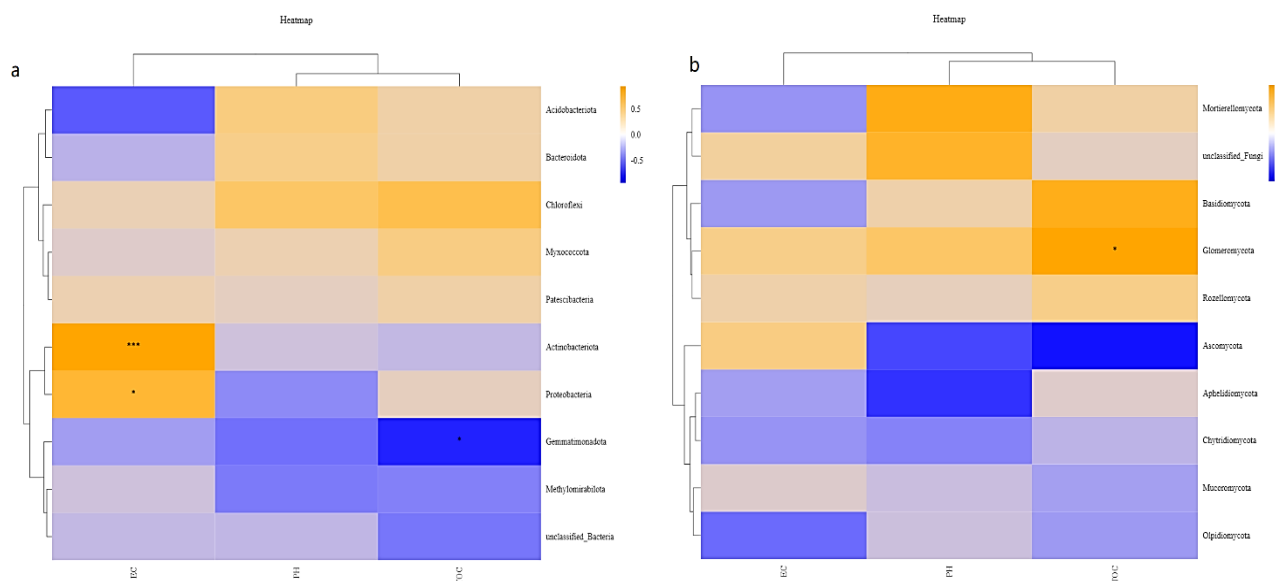 Heatmap
a
0.5
0.0
-0.5
Acidobacteriota
Bacteroidota
Chloroflexi
Myxococcota
Patescibacteria
***
Actinobacteriota
*
Proteobacteria
*
Gemmatimonadota
Methylomirabilota
unclassified_Bacteria
EC
PH
TOC
Heatmap
b
Mortierellomycota
unclassified_Fungi
Basidiomycota
*
Glomeromycota
Rozellomycota
Ascomycota
Aphelidiomycota
Chytridiomycota
Mucoromycota
Olpidiomycota
EC
PH
TOC